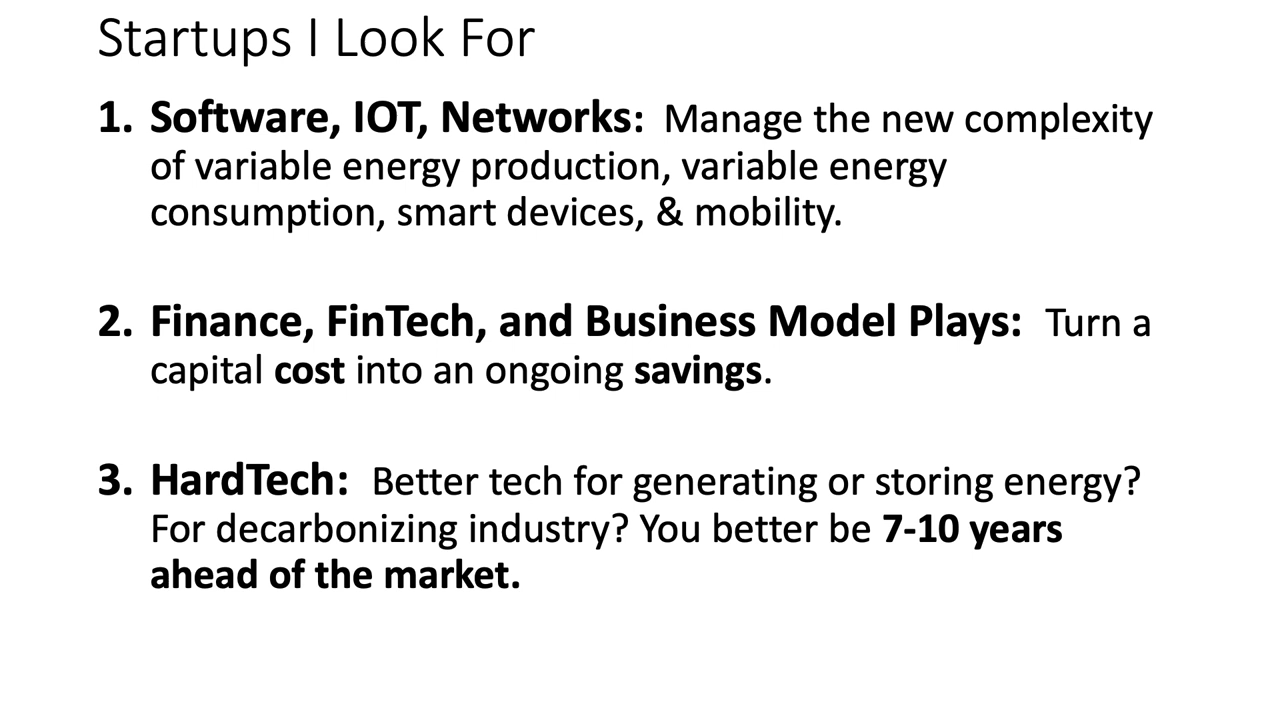 Startups I Look For
1. Software, IOT, Networks: Manage the new complexity
of variable energy production, variable energy
consumption, smart devices, & mobility.
2. Finance, FinTech, and Business Model Plays: Turn a
capital cost into an ongoing savings.
3. HardTech: Better tech for generating or storing energy?
For decarbonizing industry? You better be 7-10 years
ahead of the market.